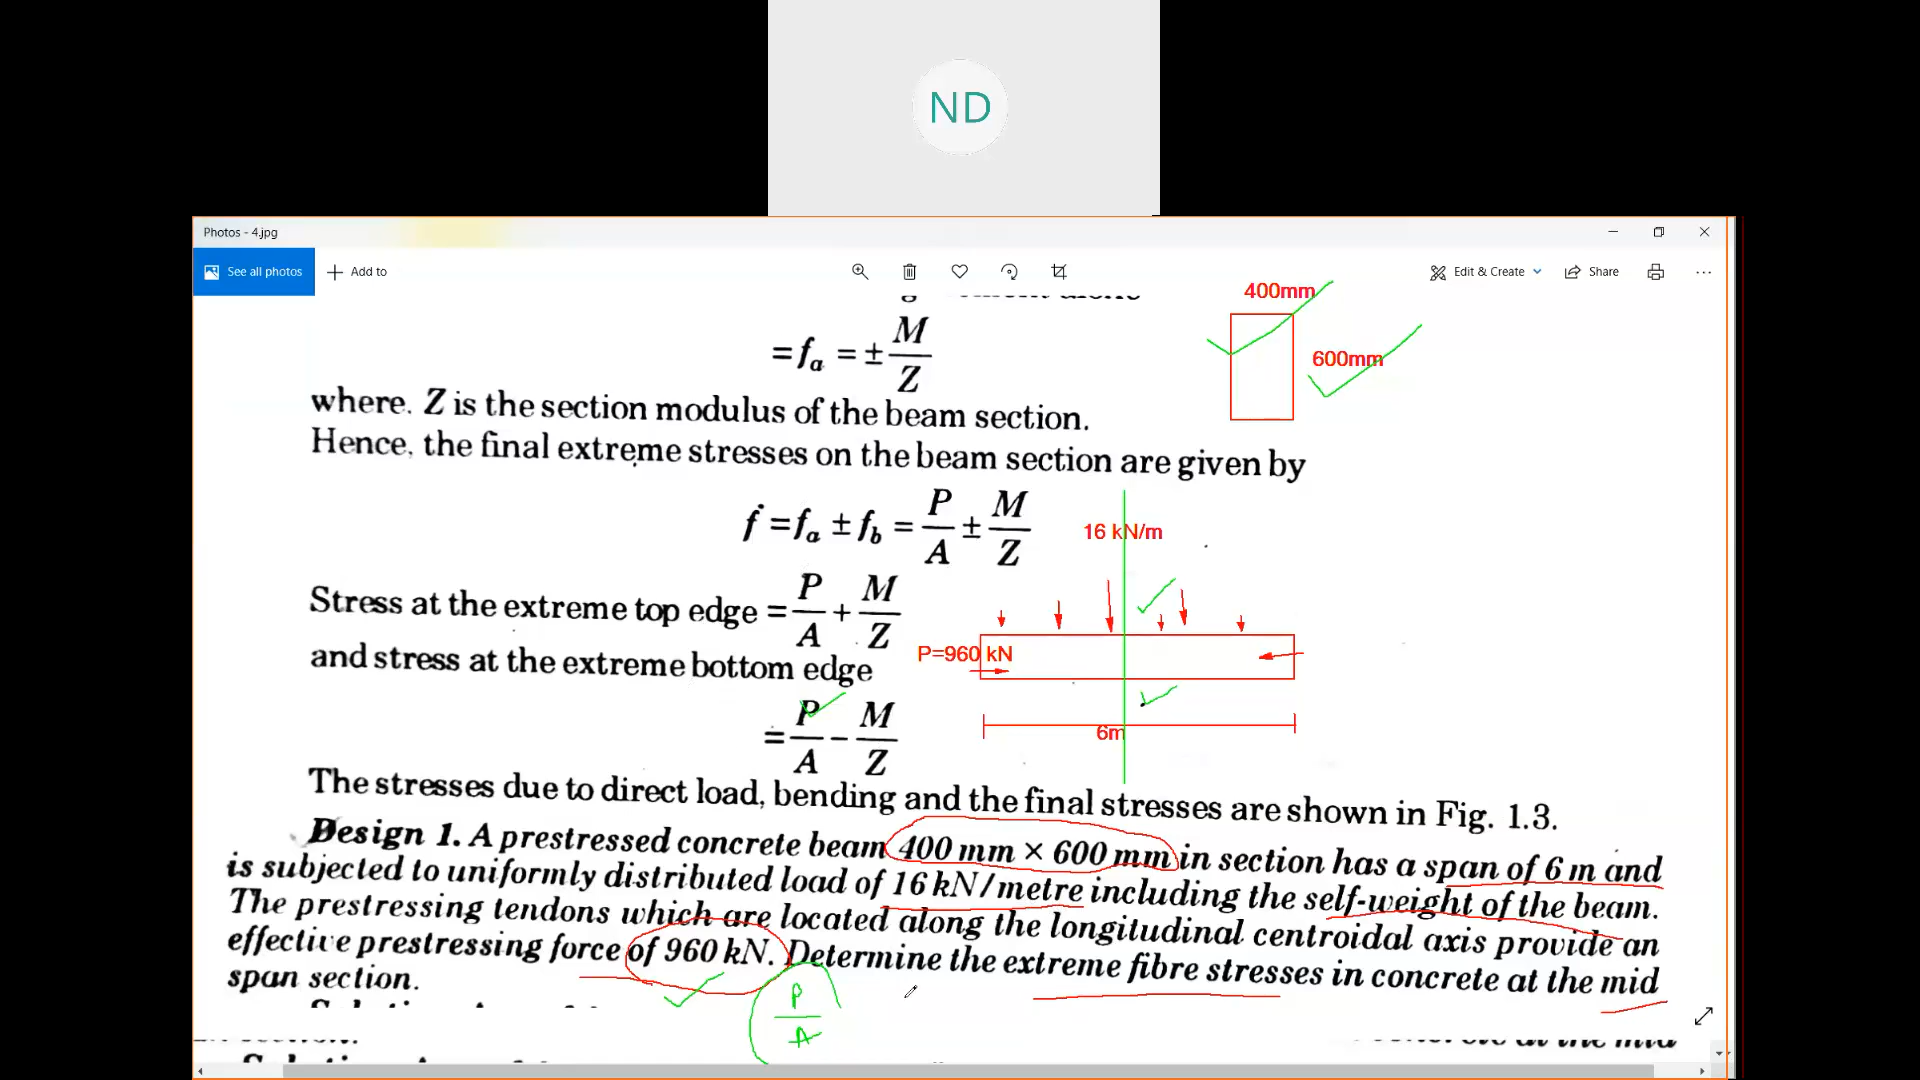 ND
Photos - 4.jpg
See all photos
Add to
Edit & Create
Share
400mm
= fa = ± M/Z
600mm
where. Z is the section modulus of the beam section.
Hence, the final extreme stresses on the beam section are given by
f = fa ± fb = P/A ± M/Z
16 kN/m
Stress at the extreme top edge = P/A + M/Z
P=960 kN
and stress at the extreme bottom edge
= P/A − M/Z
6m
The stresses due to direct load, bending and the final stresses are shown in Fig. 1.3.
Design 1. A prestressed concrete beam 400 mm × 600 mm in section has a span of 6 m and
is subjected to uniformly distributed load of 16 kN/metre including the self-weight of the beam.
The prestressing tendons which are located along the longitudinal centroidal axis provide an
effective prestressing force of 960 kN. Determine the extreme fibre stresses in concrete at the mid
span section.
P/A